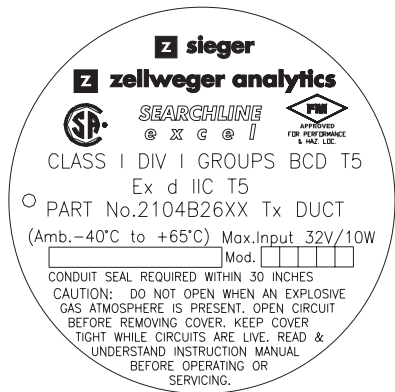 z sieger
z zellweger analytics
SA
SEARCHLINE
excel
FM
APPROVED
FOR PERFORMANCE
& HAZ. LOC.
CLASS I DIV I GROUPS BCD T5
Ex d IIC T5
PART No.2104B26XX Tx DUCT
(Amb.-40°C to +65°C) Max.Input 32V/10W
Mod.
CONDUIT SEAL REQUIRED WITHIN 30 INCHES
CAUTION: DO NOT OPEN WHEN AN EXPLOSIVE
GAS ATMOSPHERE IS PRESENT. OPEN CIRCUIT
BEFORE REMOVING COVER. KEEP COVER
TIGHT WHILE CIRCUITS ARE LIVE. READ &
UNDERSTAND INSTRUCTION MANUAL
BEFORE OPERATING OR
SERVICING.